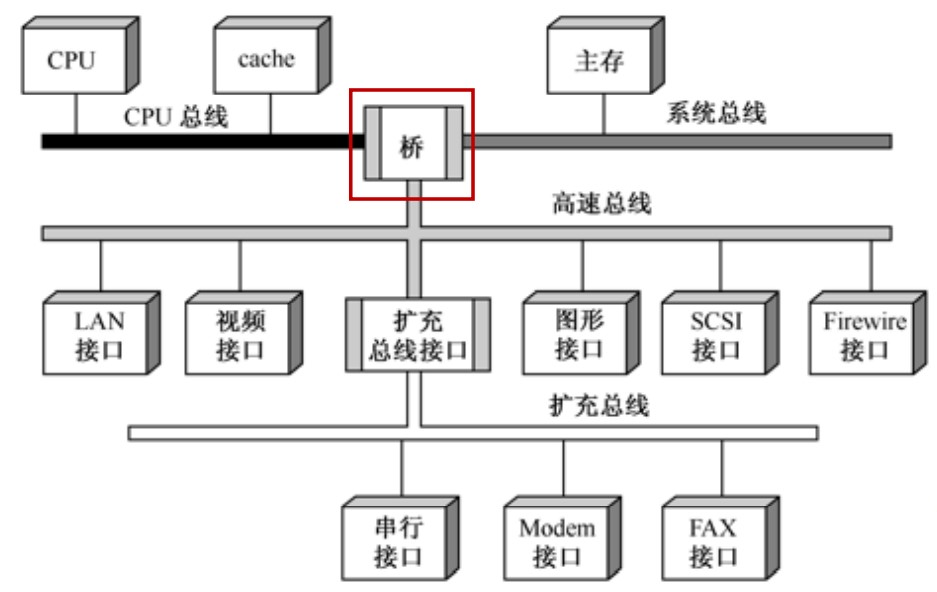 CPU
cache
主存
CPU 总线
系统总线
桥
高速总线
LAN
接口
视频
接口
扩充
总线接口
图形
接口
SCSI
接口
Firewire
接口
扩充总线
串行
接口
Modem
接口
FAX
接口